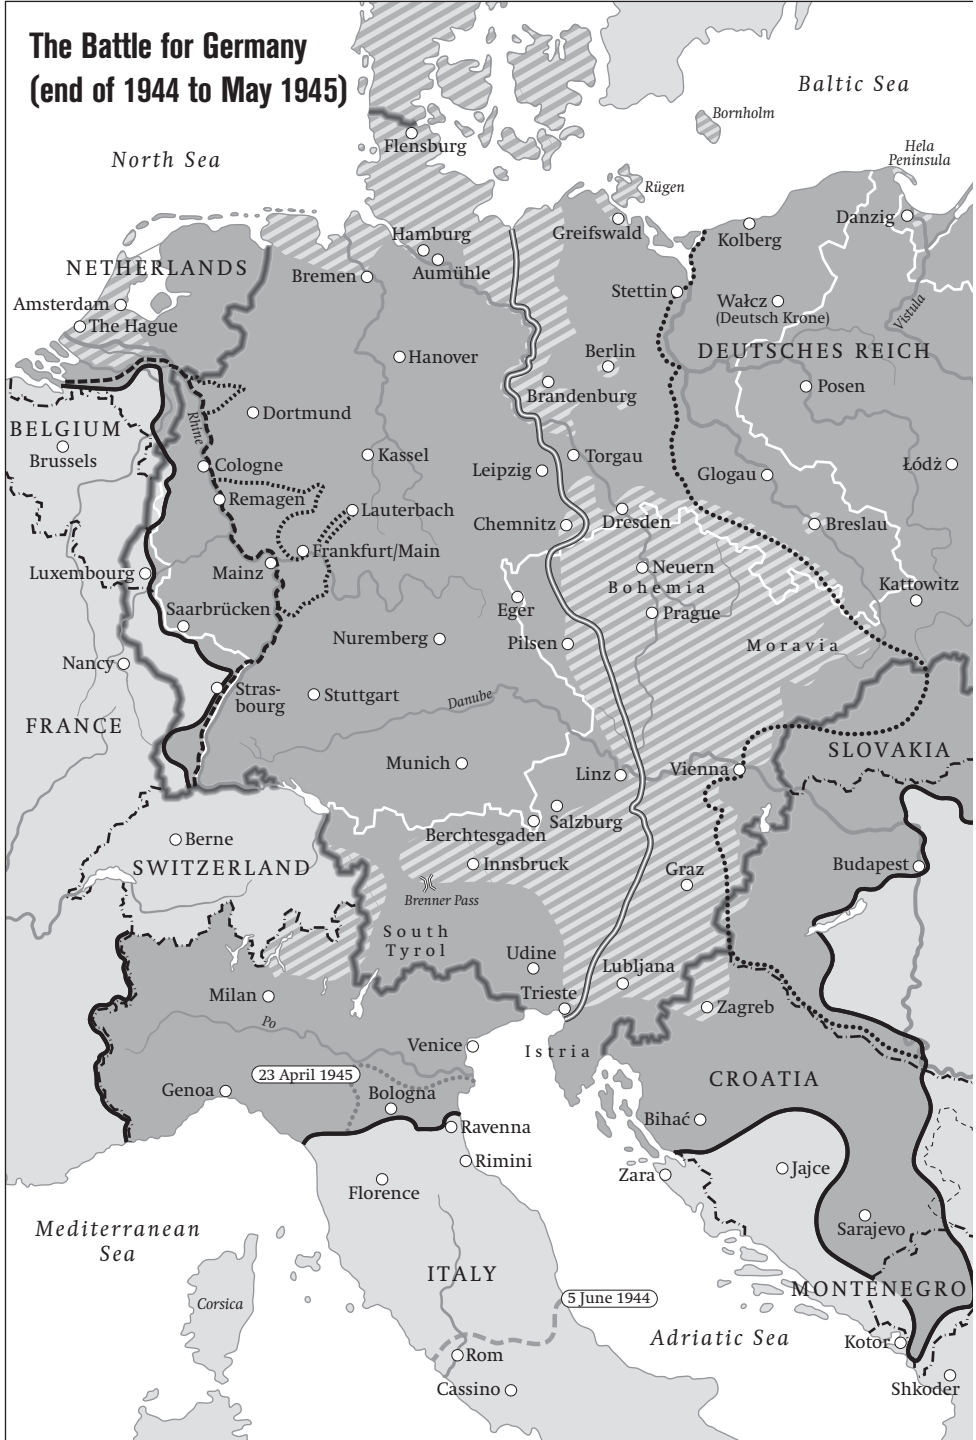 The Battle for Germany
(end of 1944 to May 1945)
Baltic Sea
Bornholm
North Sea
Flensburg
Hela
Peninsula
Rügen
Danzig
Greifswald
Kolberg
Hamburg
Aumühle
Bremen
NETHERLANDS
Stettin
Wałcz
(Deutsch Krone)
Vistula
Amsterdam
The Hague
Hanover
Berlin
DEUTSCHES REICH
Brandenburg
Posen
Dortmund
Rhine
BELGIUM
Brussels
Cologne
Kassel
Leipzig
Torgau
Glogau
Łódż
Remagen
Lauterbach
Chemnitz
Dresden
Breslau
Frankfurt/Main
Luxembourg
Mainz
Neuern
Bohemia
Kattowitz
Saarbrücken
Eger
Prague
Nuremberg
Pilsen
Moravia
Nancy
Stras-
bourg
Stuttgart
Danube
FRANCE
SLOVAKIA
Munich
Linz
Vienna
Salzburg
Berchtesgaden
Berne
SWITZERLAND
Innsbruck
Graz
Budapest
Brenner Pass
South
Tyrol
Udine
Lubljana
Milan
Trieste
Zagreb
Po
Venice
Istria
23 April 1945
Genoa
Bologna
CROATIA
Ravenna
Bihać
Rimini
Zara
Jajce
Florence
Sarajevo
Mediterranean
Sea
ITALY
MONTENEGRO
Corsica
5 June 1944
Adriatic Sea
Kotor
Rom
Cassino
Shkoder